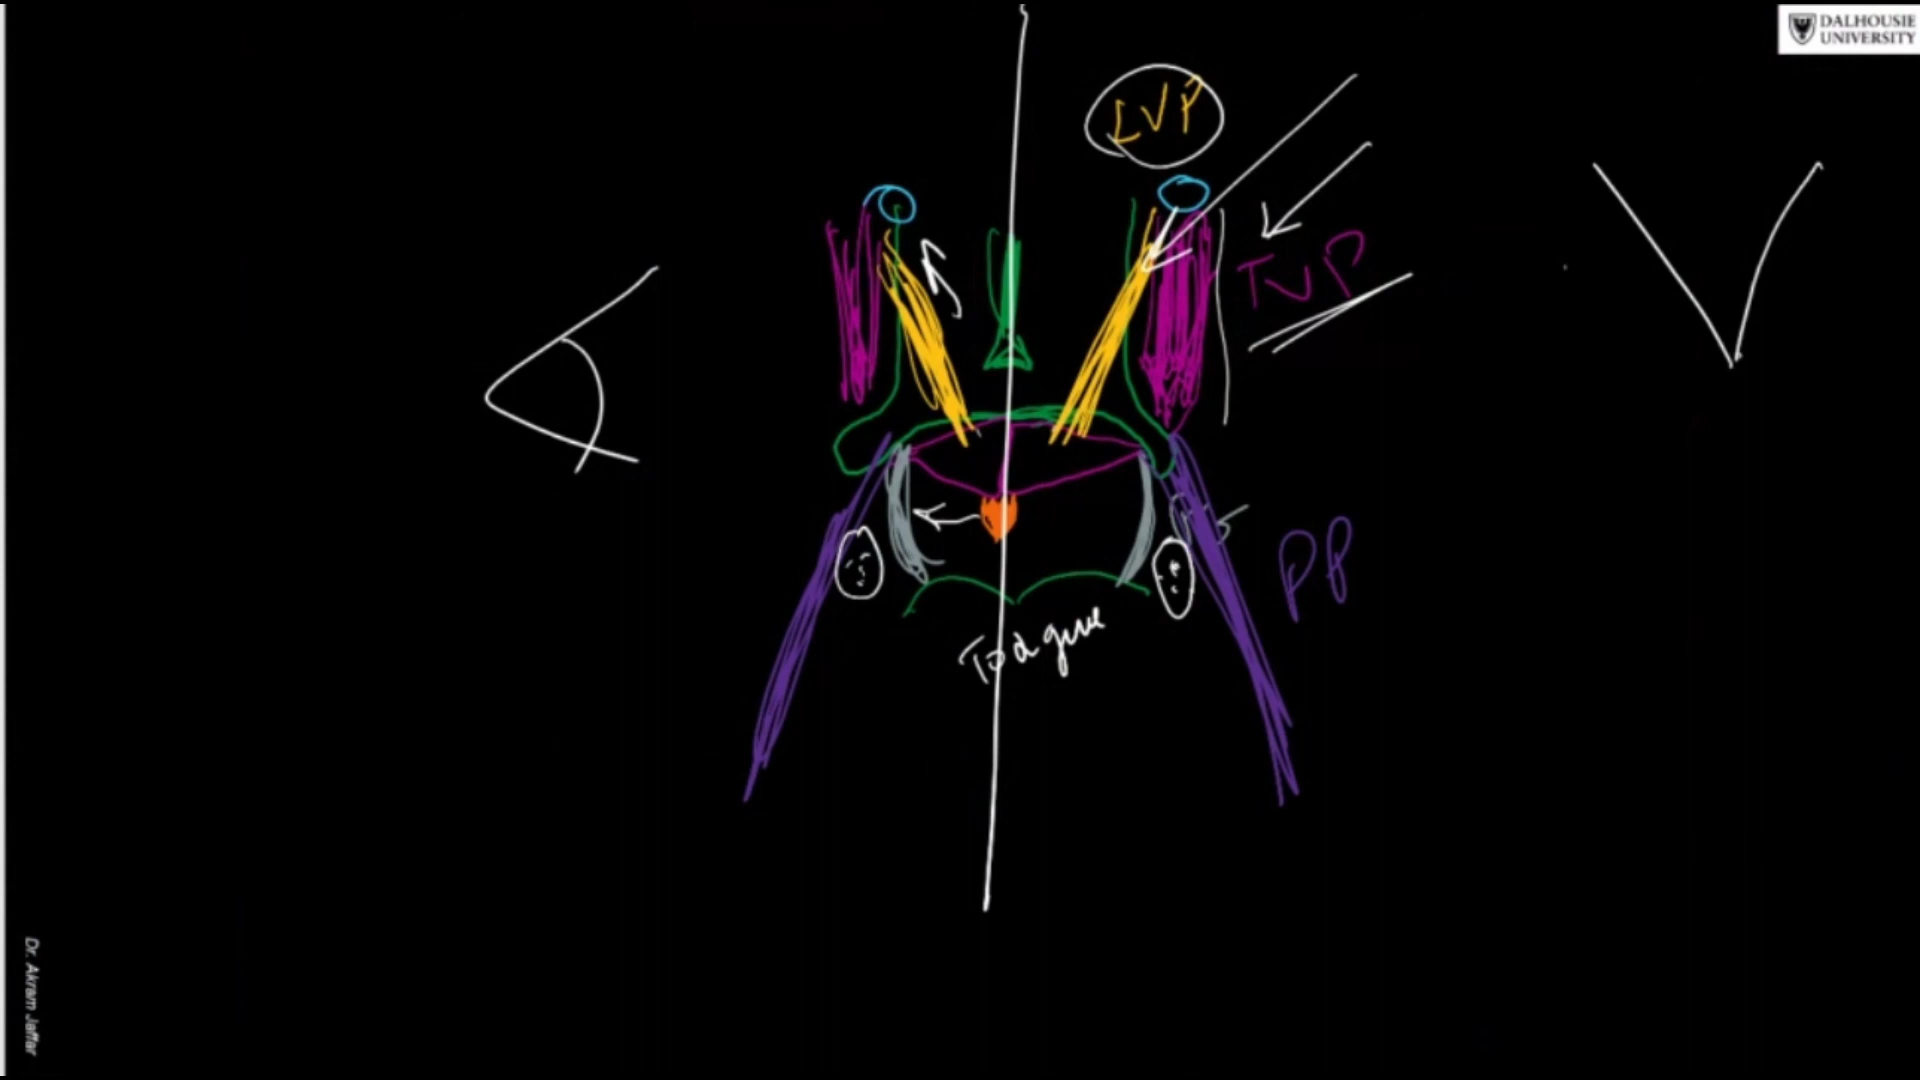 DALHOUSIE
UNIVERSITY
LVP
TVP
PP
Tongue
Dr. Akram Jaffar